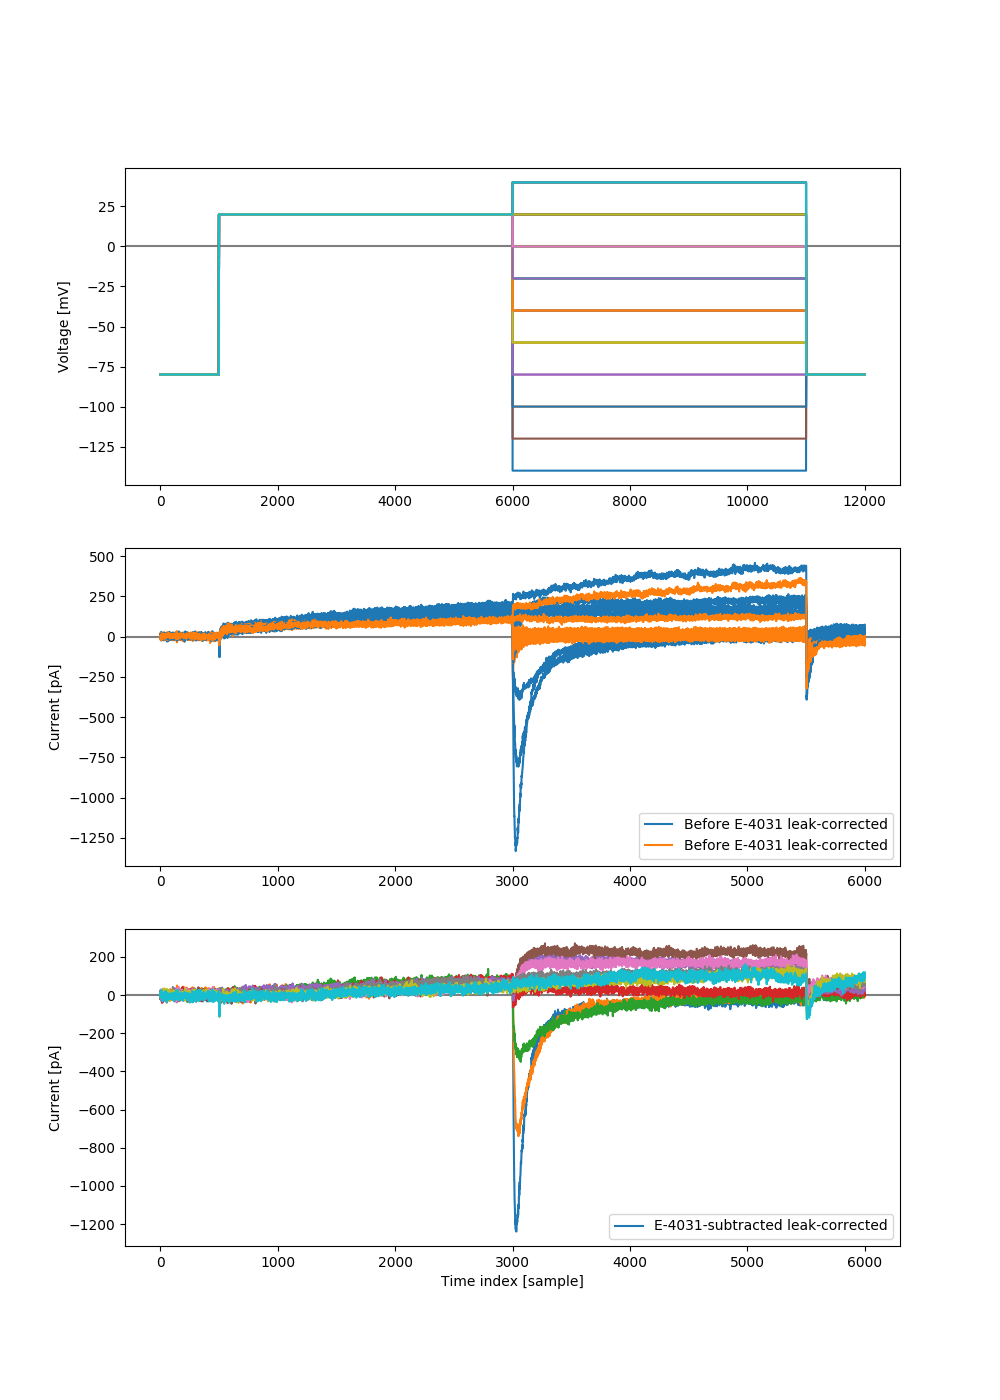 25
0
−25
−50
−75
−100
−125
Voltage [mV]
0 2000 4000 6000 8000 10000 12000
500
250
0
−250
−500
−750
−1000
−1250
Current [pA]
Before E-4031 leak-corrected
Before E-4031 leak-corrected
0 1000 2000 3000 4000 5000 6000
200
0
−200
−400
−600
−800
−1000
−1200
Current [pA]
E-4031-subtracted leak-corrected
0 1000 2000 3000 4000 5000 6000
Time index [sample]